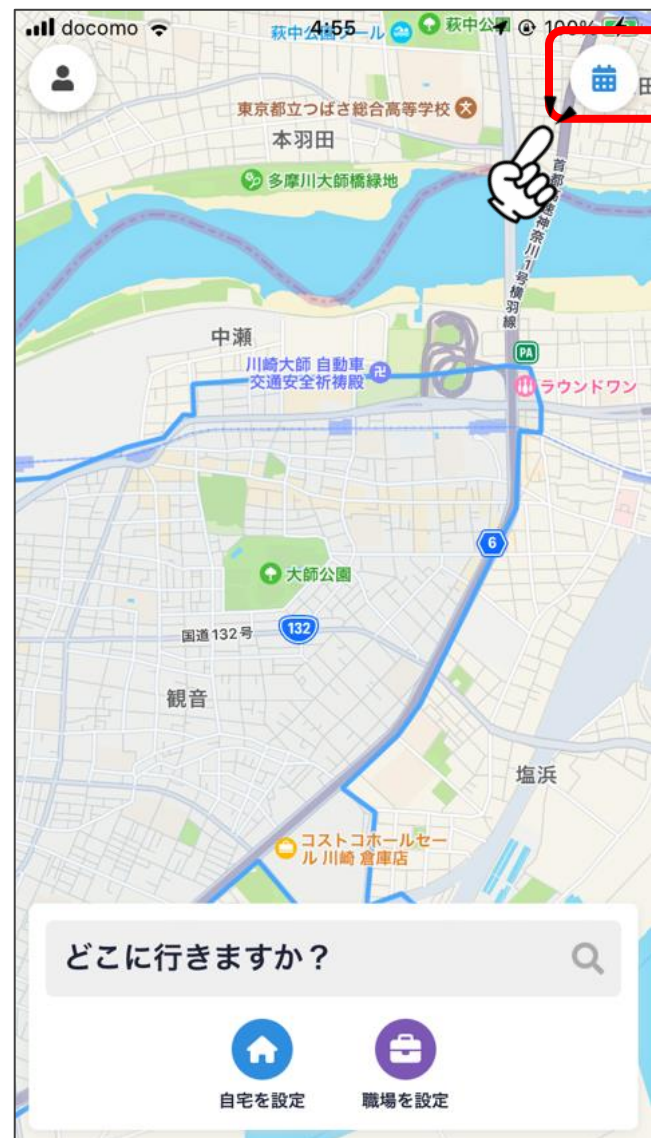 docomo 4:55 100%
萩中公園プール
萩中公
東京都立つばさ総合高等学校
本羽田
田
多摩川大師橋緑地
首都高速神奈川1号横羽線
中瀬
川崎大師 自動車
交通安全祈祷殿
PA
ラウンドワン
6
大師公園
国道132号
132
観音
塩浜
コストコホールセー
ル 川崎 倉庫店
どこに行きますか?
自宅を設定
職場を設定